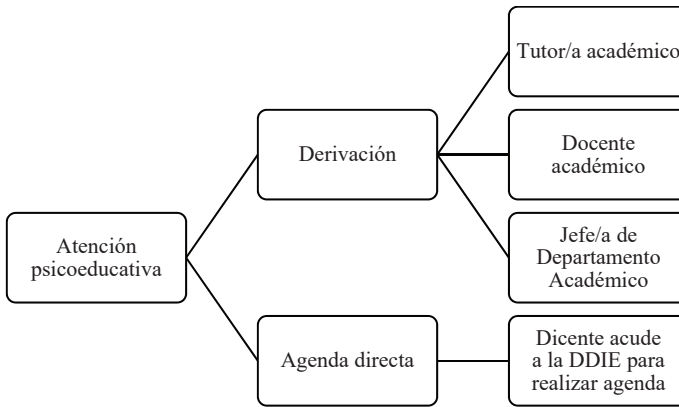 Tutor/a académico
Derivación
Docente
académico
Atención
psicoeducativa
Jefe/a de
Departamento
Académico
Agenda directa
Dicente acude
a la DDIE para
realizar agenda